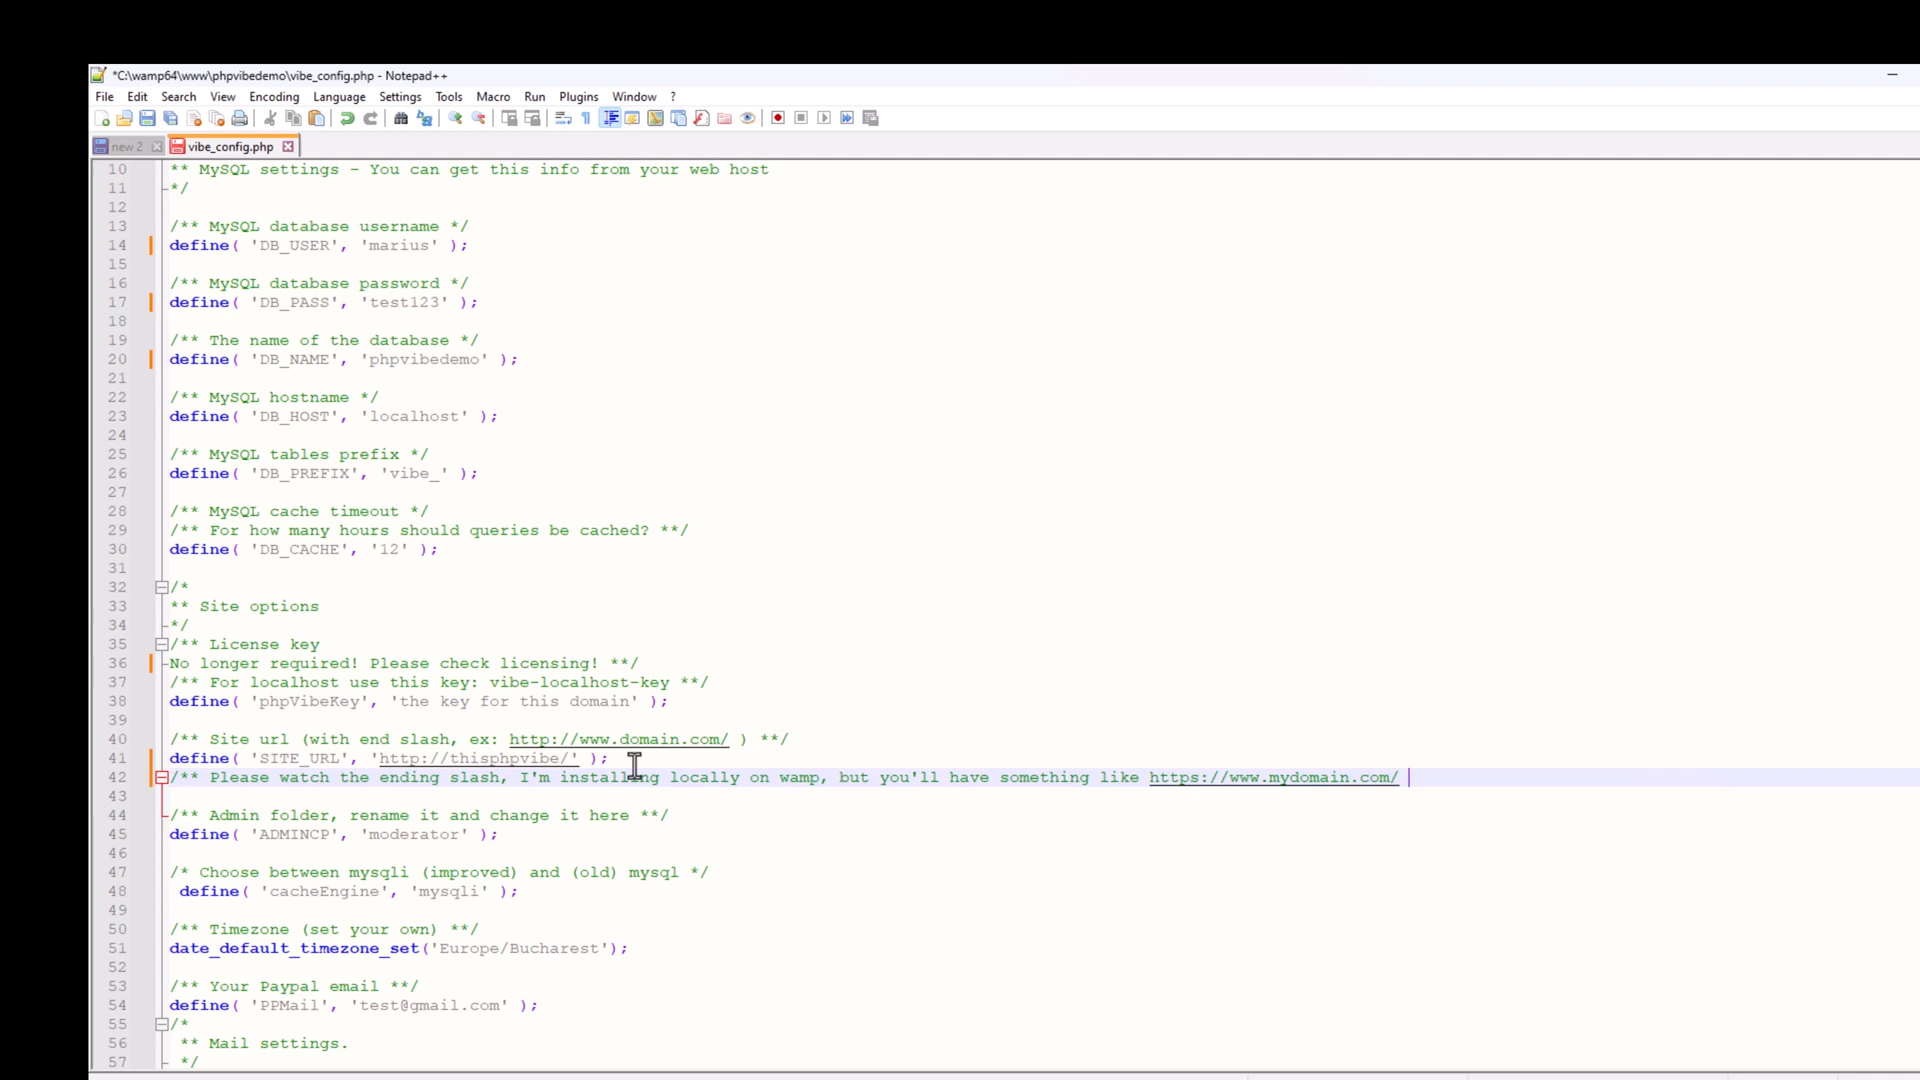 *C:\wamp64\www\phpvibedemo\vibe_config.php - Notepad++
File Edit Search View Encoding Language Settings Tools Macro Run Plugins Window ?
new 2 vibe_config.php
10 ** MySQL settings - You can get this info from your web host
11 */
12
13 /** MySQL database username */
14 define( 'DB_USER', 'marius' );
15
16 /** MySQL database password */
17 define( 'DB_PASS', 'test123' );
18
19 /** The name of the database */
20 define( 'DB_NAME', 'phpvibedemo' );
21
22 /** MySQL hostname */
23 define( 'DB_HOST', 'localhost' );
24
25 /** MySQL tables prefix */
26 define( 'DB_PREFIX', 'vibe_' );
27
28 /** MySQL cache timeout */
29 /** For how many hours should queries be cached? **/
30 define( 'DB_CACHE', '12' );
31
32 /*
33 ** Site options
34 */
35 /** License key
36 No longer required! Please check licensing! **/
37 /** For localhost use this key: vibe-localhost-key **/
38 define( 'phpVibeKey', 'the key for this domain' );
39
40 /** Site url (with end slash, ex: http://www.domain.com/ ) **/
41 define( 'SITE_URL', 'http://thisphpvibe/' );
42 /** Please watch the ending slash, I'm installing locally on wamp, but you'll have something like https://www.mydomain.com/
43
44 /** Admin folder, rename it and change it here **/
45 define( 'ADMINCP', 'moderator' );
46
47 /* Choose between mysqli (improved) and (old) mysql */
48 define( 'cacheEngine', 'mysqli' );
49
50 /** Timezone (set your own) **/
51 date_default_timezone_set('Europe/Bucharest');
52
53 /** Your Paypal email **/
54 define( 'PPMail', 'test@gmail.com' );
55 /*
56 ** Mail settings.
57 */